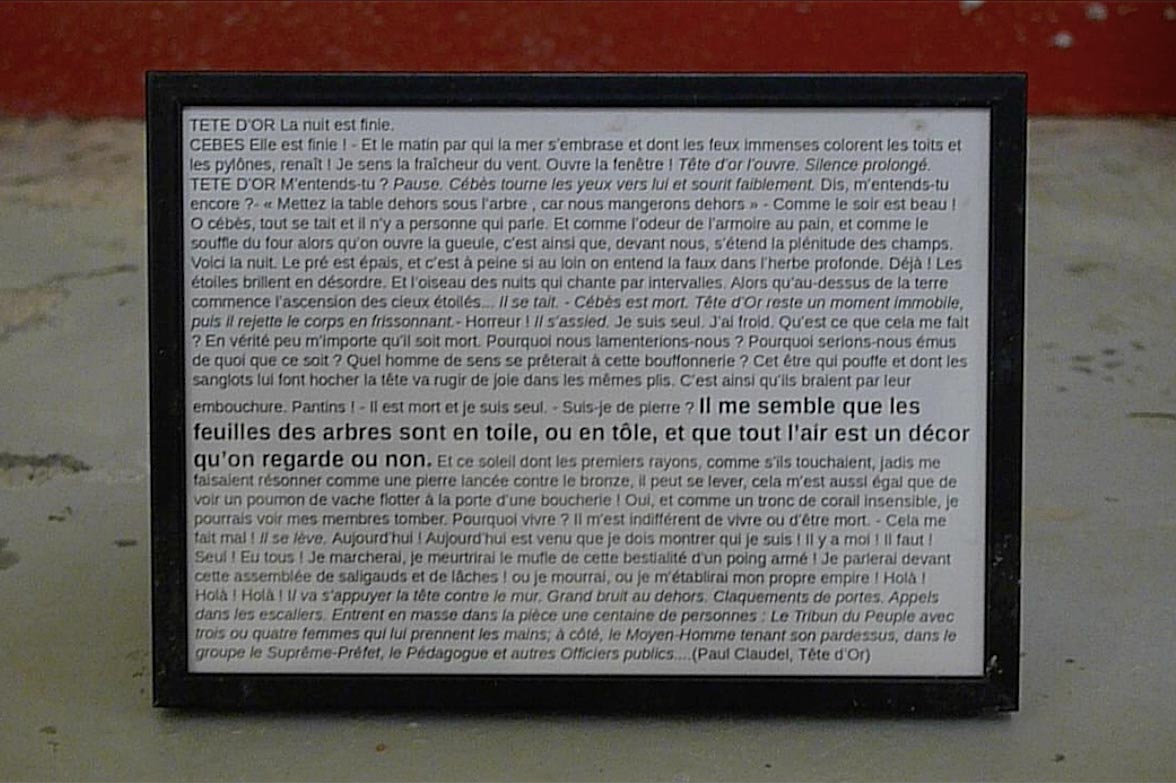 TETE D'OR La nuit est finie.
CEBES Elle est finie ! - Et le matin par qui la mer s'embrase et dont les feux immenses colorent les toits et
les pylônes, renaît ! Je sens la fraîcheur du vent. Ouvre la fenêtre ! Tête d'or l'ouvre. Silence prolongé.
TETE D'OR M'entends-tu ? Pause. Cébès tourne les yeux vers lui et sourit faiblement. Dis, m'entends-tu
encore ?- « Mettez la table dehors sous l'arbre , car nous mangerons dehors » - Comme le soir est beau !
O cébès, tout se tait et il n'y a personne qui parle. Et comme l'odeur de l'armoire au pain, et comme le
souffle du four alors qu'on ouvre la gueule, c'est ainsi que, devant nous, s'étend la plénitude des champs.
Voici la nuit. Le pré est épais, et c'est à peine si au loin on entend la faux dans l'herbe profonde. Déjà ! Les
étoiles brillent en désordre. Et l'oiseau des nuits qui chante par intervalles. Alors qu'au-dessus de la terre
commence l'ascension des cieux étoilés... Il se tait. - Cébès est mort. Tête d'Or reste un moment immobile,
puis il rejette le corps en frissonnant.- Horreur ! Il s'assied. Je suis seul. J'ai froid. Qu'est ce que cela me fait
? En vérité peu m'importe qu'il soit mort. Pourquoi nous lamenterions-nous ? Pourquoi serions-nous émus
de quoi que ce soit ? Quel homme de sens se prêterait à cette bouffonnerie ? Cet être qui pouffe et dont les
sanglots lui font hocher la tête va rugir de joie dans les mêmes plis. C'est ainsi qu'ils braient par leur
embouchure. Pantins ! - Il est mort et je suis seul. - Suis-je de pierre ? Il me semble que les
feuilles des arbres sont en toile, ou en tôle, et que tout l'air est un décor
qu'on regarde ou non. Et ce soleil dont les premiers rayons, comme s'ils touchaient, jadis me
faisaient résonner comme une pierre lancée contre le bronze, il peut se lever, cela m'est aussi égal que de
voir un poumon de vache flotter à la porte d'une boucherie ! Oui, et comme un tronc de corail insensible, je
pourrais voir mes membres tomber. Pourquoi vivre ? Il m'est indifférent de vivre ou d'être mort. - Cela me
fait mal ! Il se lève. Aujourd'hui ! Aujourd'hui est venu que je dois montrer qui je suis ! Il y a moi ! Il faut !
Seul ! Eu tous ! Je marcherai, je meurtrirai le mufle de cette bestialité d'un poing armé ! Je parlerai devant
cette assemblée de saligauds et de lâches ! ou je mourrai, ou je m'établirai mon propre empire ! Holà !
Holà ! Holà ! Il va s'appuyer la tête contre le mur. Grand bruit au dehors. Claquements de portes. Appels
dans les escaliers. Entrent en masse dans la pièce une centaine de personnes : Le Tribun du Peuple avec
trois ou quatre femmes qui lui prennent les mains; à côté, le Moyen-Homme tenant son pardessus, dans le
groupe le Suprême-Préfet, le Pédagogue et autres Officiers publics....(Paul Claudel, Tête d'Or)